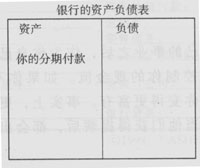 银行的资产负债表
资产 负债
你的分期付款